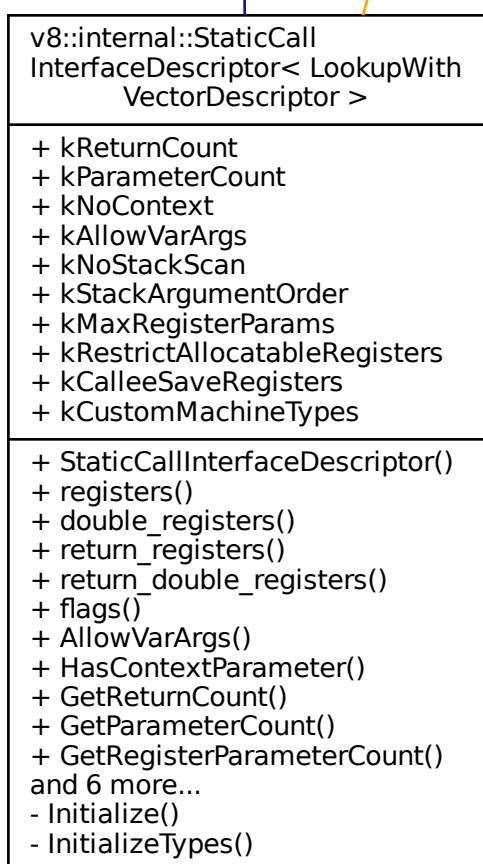 v8::internal::StaticCall
InterfaceDescriptor< LookupWith
VectorDescriptor >
+ kReturnCount
+ kParameterCount
+ kNoContext
+ kAllowVarArgs
+ kNoStackScan
+ kStackArgumentOrder
+ kMaxRegisterParams
+ kRestrictAllocatableRegisters
+ kCalleeSaveRegisters
+ kCustomMachineTypes
+ StaticCallInterfaceDescriptor()
+ registers()
+ double_registers()
+ return_registers()
+ return_double_registers()
+ flags()
+ AllowVarArgs()
+ HasContextParameter()
+ GetReturnCount()
+ GetParameterCount()
+ GetRegisterParameterCount()
and 6 more...
- Initialize()
- InitializeTypes()